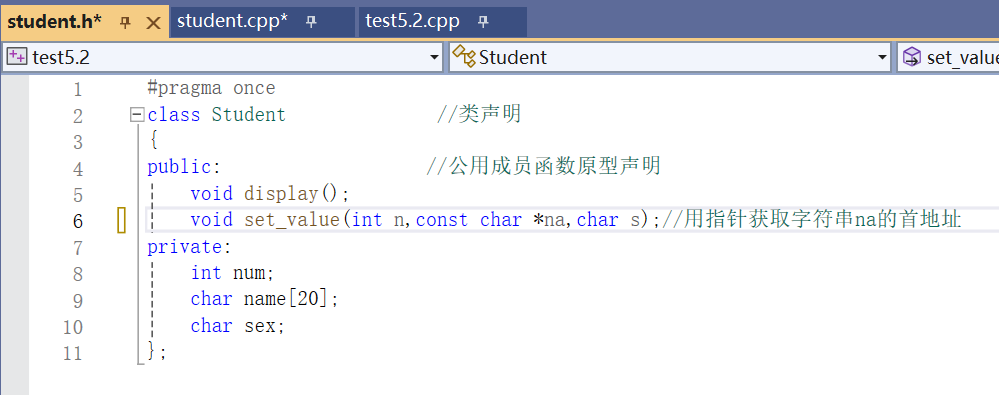 student.h* student.cpp* test5.2.cpp
test5.2 Student set_value
1 #pragma once
2 class Student //类声明
3 {
4 public: //公用成员函数原型声明
5 void display();
6 void set_value(int n,const char *na,char s);//用指针获取字符串na的首地址
7 private:
8 int num;
9 char name[20];
10 char sex;
11 };